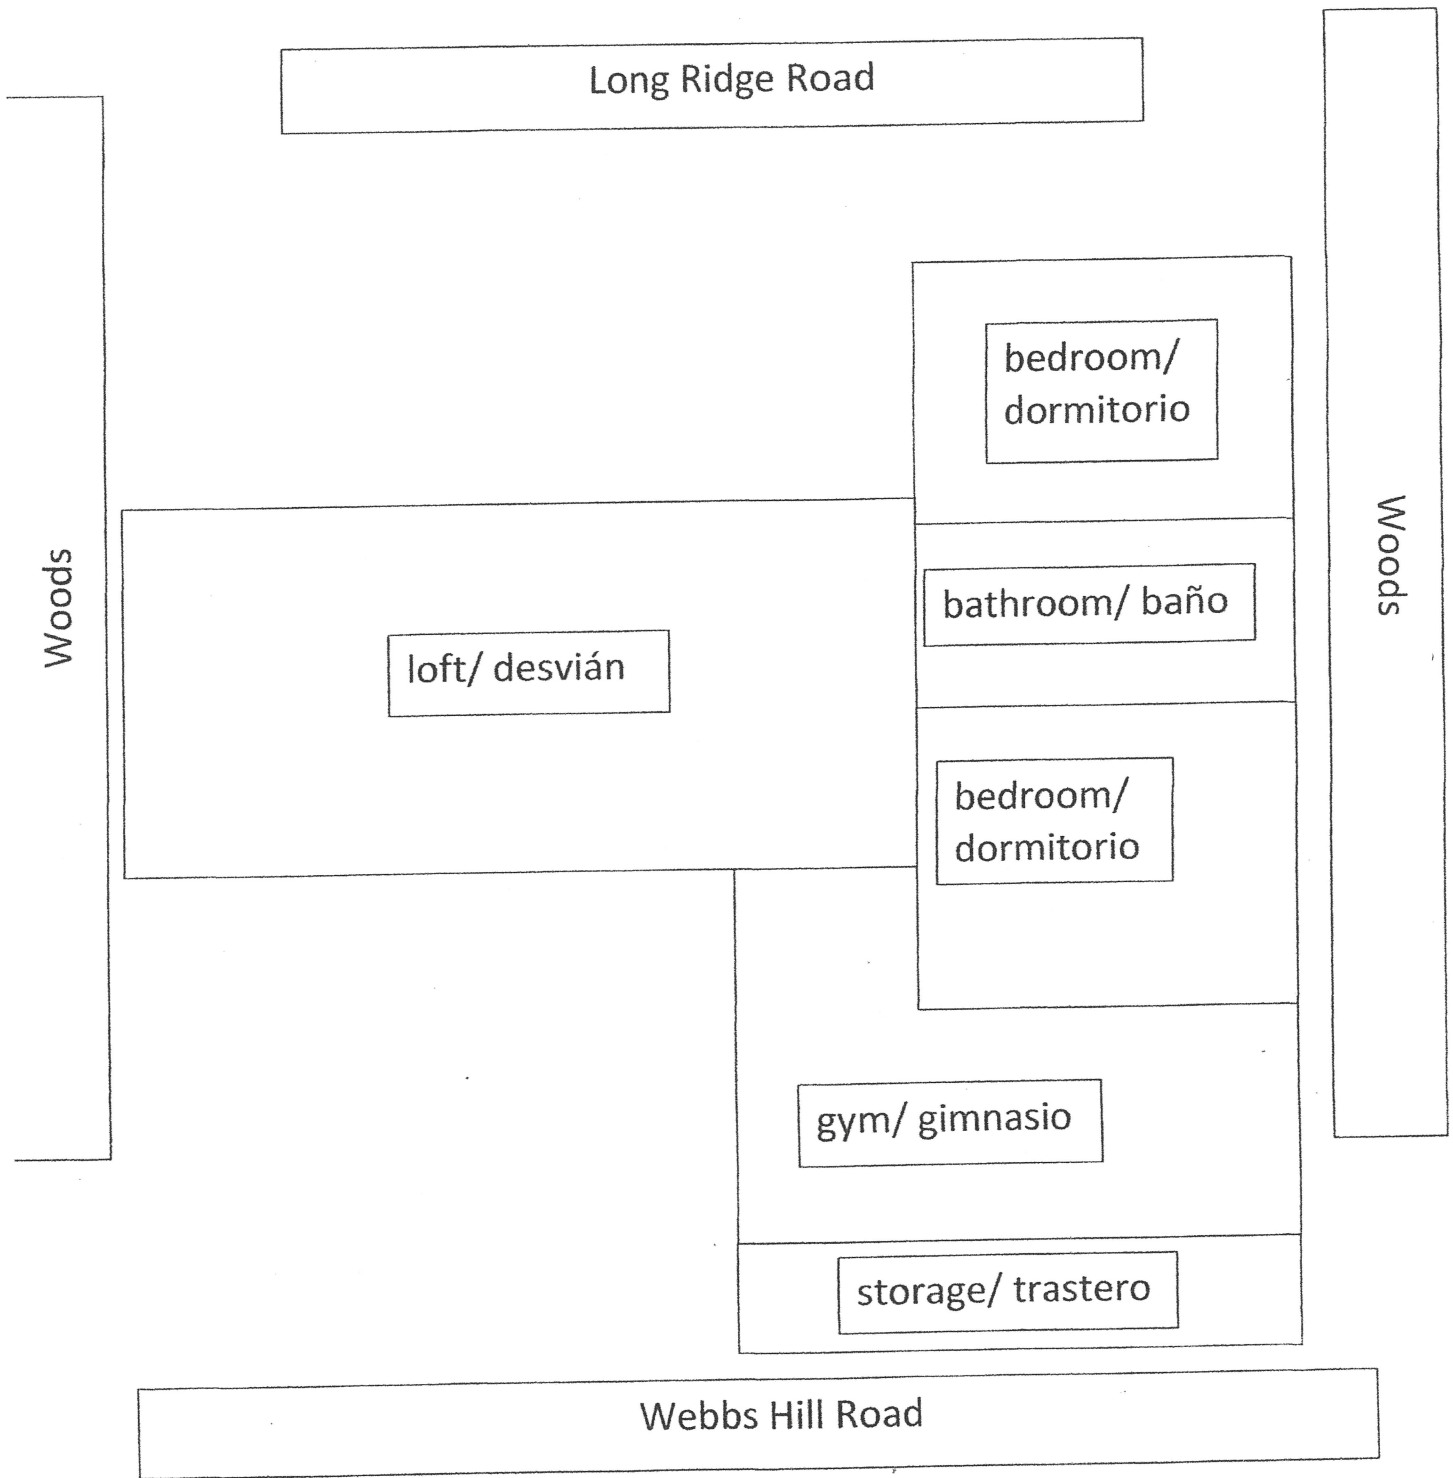 Long Ridge Road
bedroom/
dormitorio
Woods
Woods
bathroom/ baño
loft/ desvián
bedroom/
dormitorio
gym/ gimnasio
storage/ trastero
Webbs Hill Road